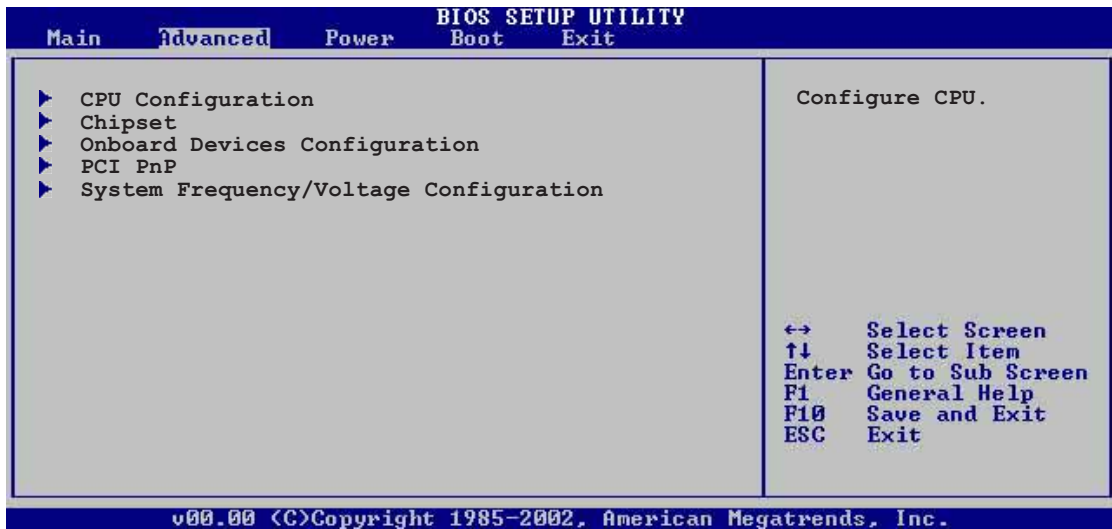 BIOS SETUP UTILITY
Main Advanced Power Boot Exit
CPU Configuration
Chipset
Onboard Devices Configuration
PCI PnP
System Frequency/Voltage Configuration
Configure CPU.
←→ Select Screen
↑↓ Select Item
Enter Go to Sub Screen
F1 General Help
F10 Save and Exit
ESC Exit
v00.00 (C)Copyright 1985-2002, American Megatrends, Inc.